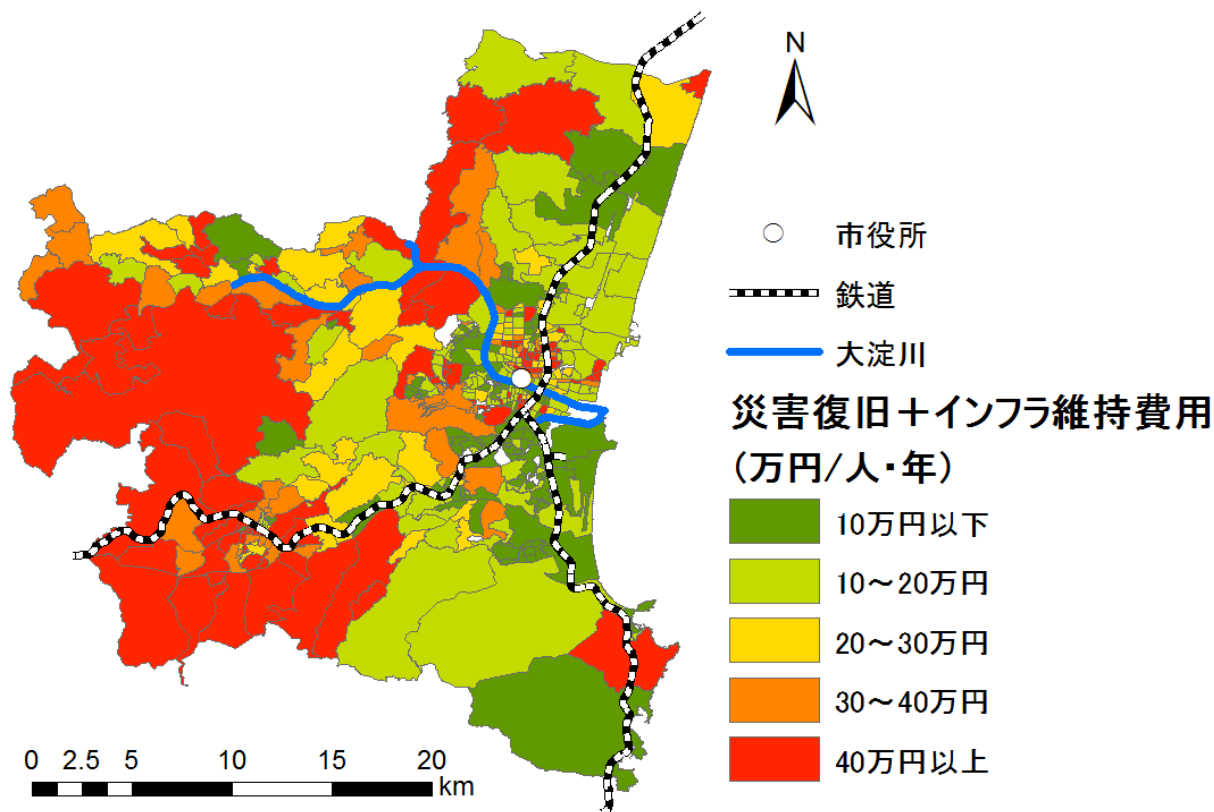 N
市役所
鉄道
大淀川
災害復旧+インフラ維持費用
(万円/人・年)
10万円以下
10～20万円
20～30万円
30～40万円
40万円以上
0 2.5 5 10 15 20
km